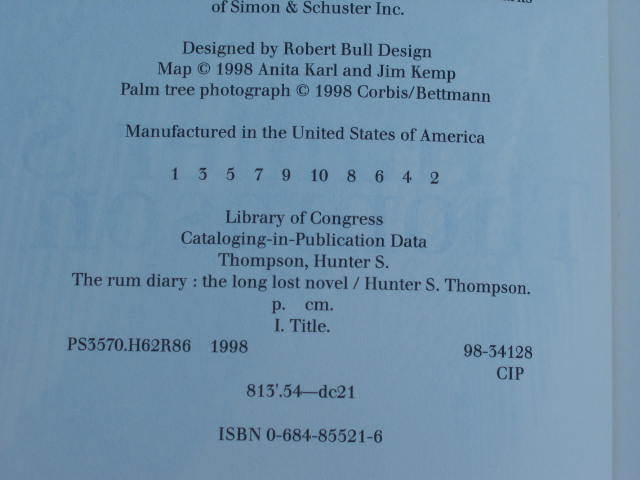 of Simon & Schuster Inc.
Designed by Robert Bull Design
Map © 1998 Anita Karl and Jim Kemp
Palm tree photograph © 1998 Corbis/Bettmann
Manufactured in the United States of America
1 3 5 7 9 10 8 6 4 2
Library of Congress
Cataloging-in-Publication Data
Thompson, Hunter S.
The rum diary : the long lost novel / Hunter S. Thompson.
p. cm.
I. Title.
PS3570.H62R86 1998 98-34128
CIP
813'.54—dc21
ISBN 0-684-85521-6